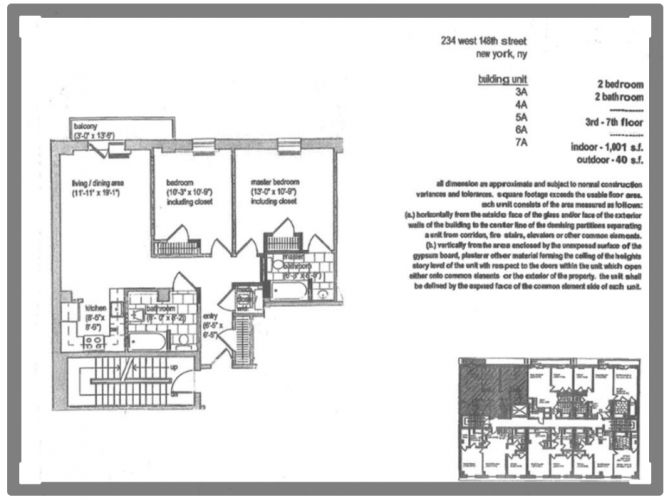 234 west 148th street
new york, ny
building unit
3A
4A
5A
6A
7A
2 bedroom
2 bathroom
3rd - 7th floor
indoor - 1,001 s.f.
outdoor - 40 s.f.
all dimension are approximate and subject to normal construction
variances and tolerances. square footage exceeds the usable floor area.
each unit consists of the area measured as follows:
(a.) horizontally from the outside face of the glass and/or face of the exterior
walls of the building to the center line of the demising partitions separating
a unit from corridors, fire stairs, elevators or other common elements.
(b.) vertically from the area enclosed by the unexposed surface of the
gypsum board, plaster or other material forming the ceiling of the heights
story level of the unit with respect to the doors within the unit which open
either onto common elements or the exterior of the property. the unit shall
be defined by the exposed face of the common element side of each unit.
balcony
(3'-0" x 13'-6")
living / dining area
(11'-11" x 19'-1")
bedroom
(10'-3" x 10'-9")
including closet
master bedroom
(12'-0" x 10'-9")
including closet
master
bathroom
kitchen
(8'-5"x
8'-6")
bathroom
entry
(6'-5" x
6'-5")
up
dn